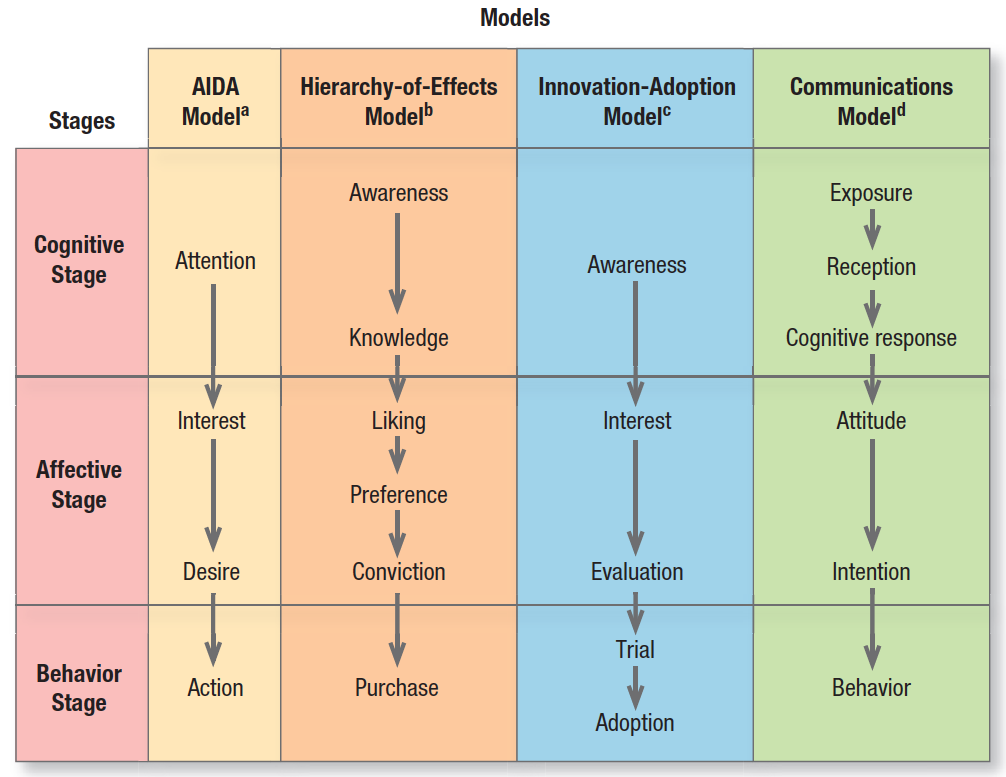 Models
Stages
AIDA
Modelᵃ
Hierarchy-of-Effects
Modelᵇ
Innovation-Adoption
Modelᶜ
Communications
Modelᵈ
Cognitive
Stage
Attention
Awareness
Knowledge
Awareness
Exposure
Reception
Cognitive response
Affective
Stage
Interest
Desire
Liking
Preference
Conviction
Interest
Evaluation
Attitude
Intention
Behavior
Stage
Action
Purchase
Trial
Adoption
Behavior